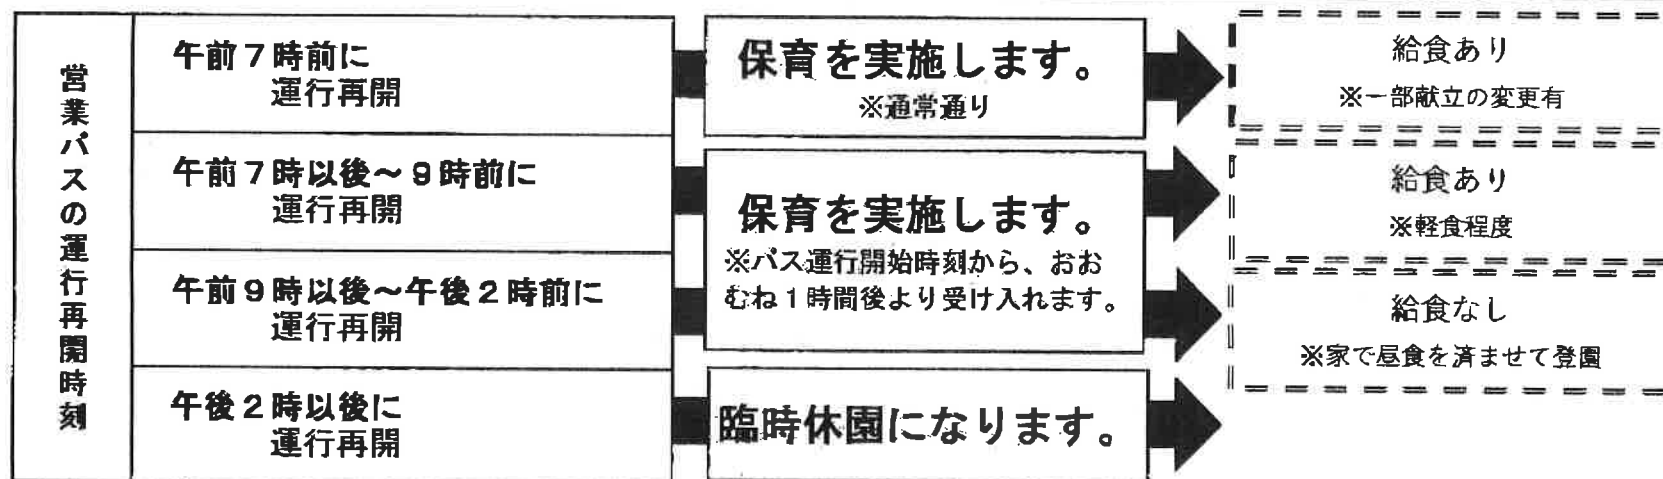 営業バスの運行再開時刻
午前７時前に
運行再開
保育を実施します。
※通常通り
給食あり
※一部献立の変更有
午前７時以後～９時前に
運行再開
保育を実施します。
※バス運行開始時刻から、おお
むね１時間後より受け入れます。
給食あり
※軽食程度
午前９時以後～午後２時前に
運行再開
給食なし
※家で昼食を済ませて登園
午後２時以後に
運行再開
臨時休園になります。